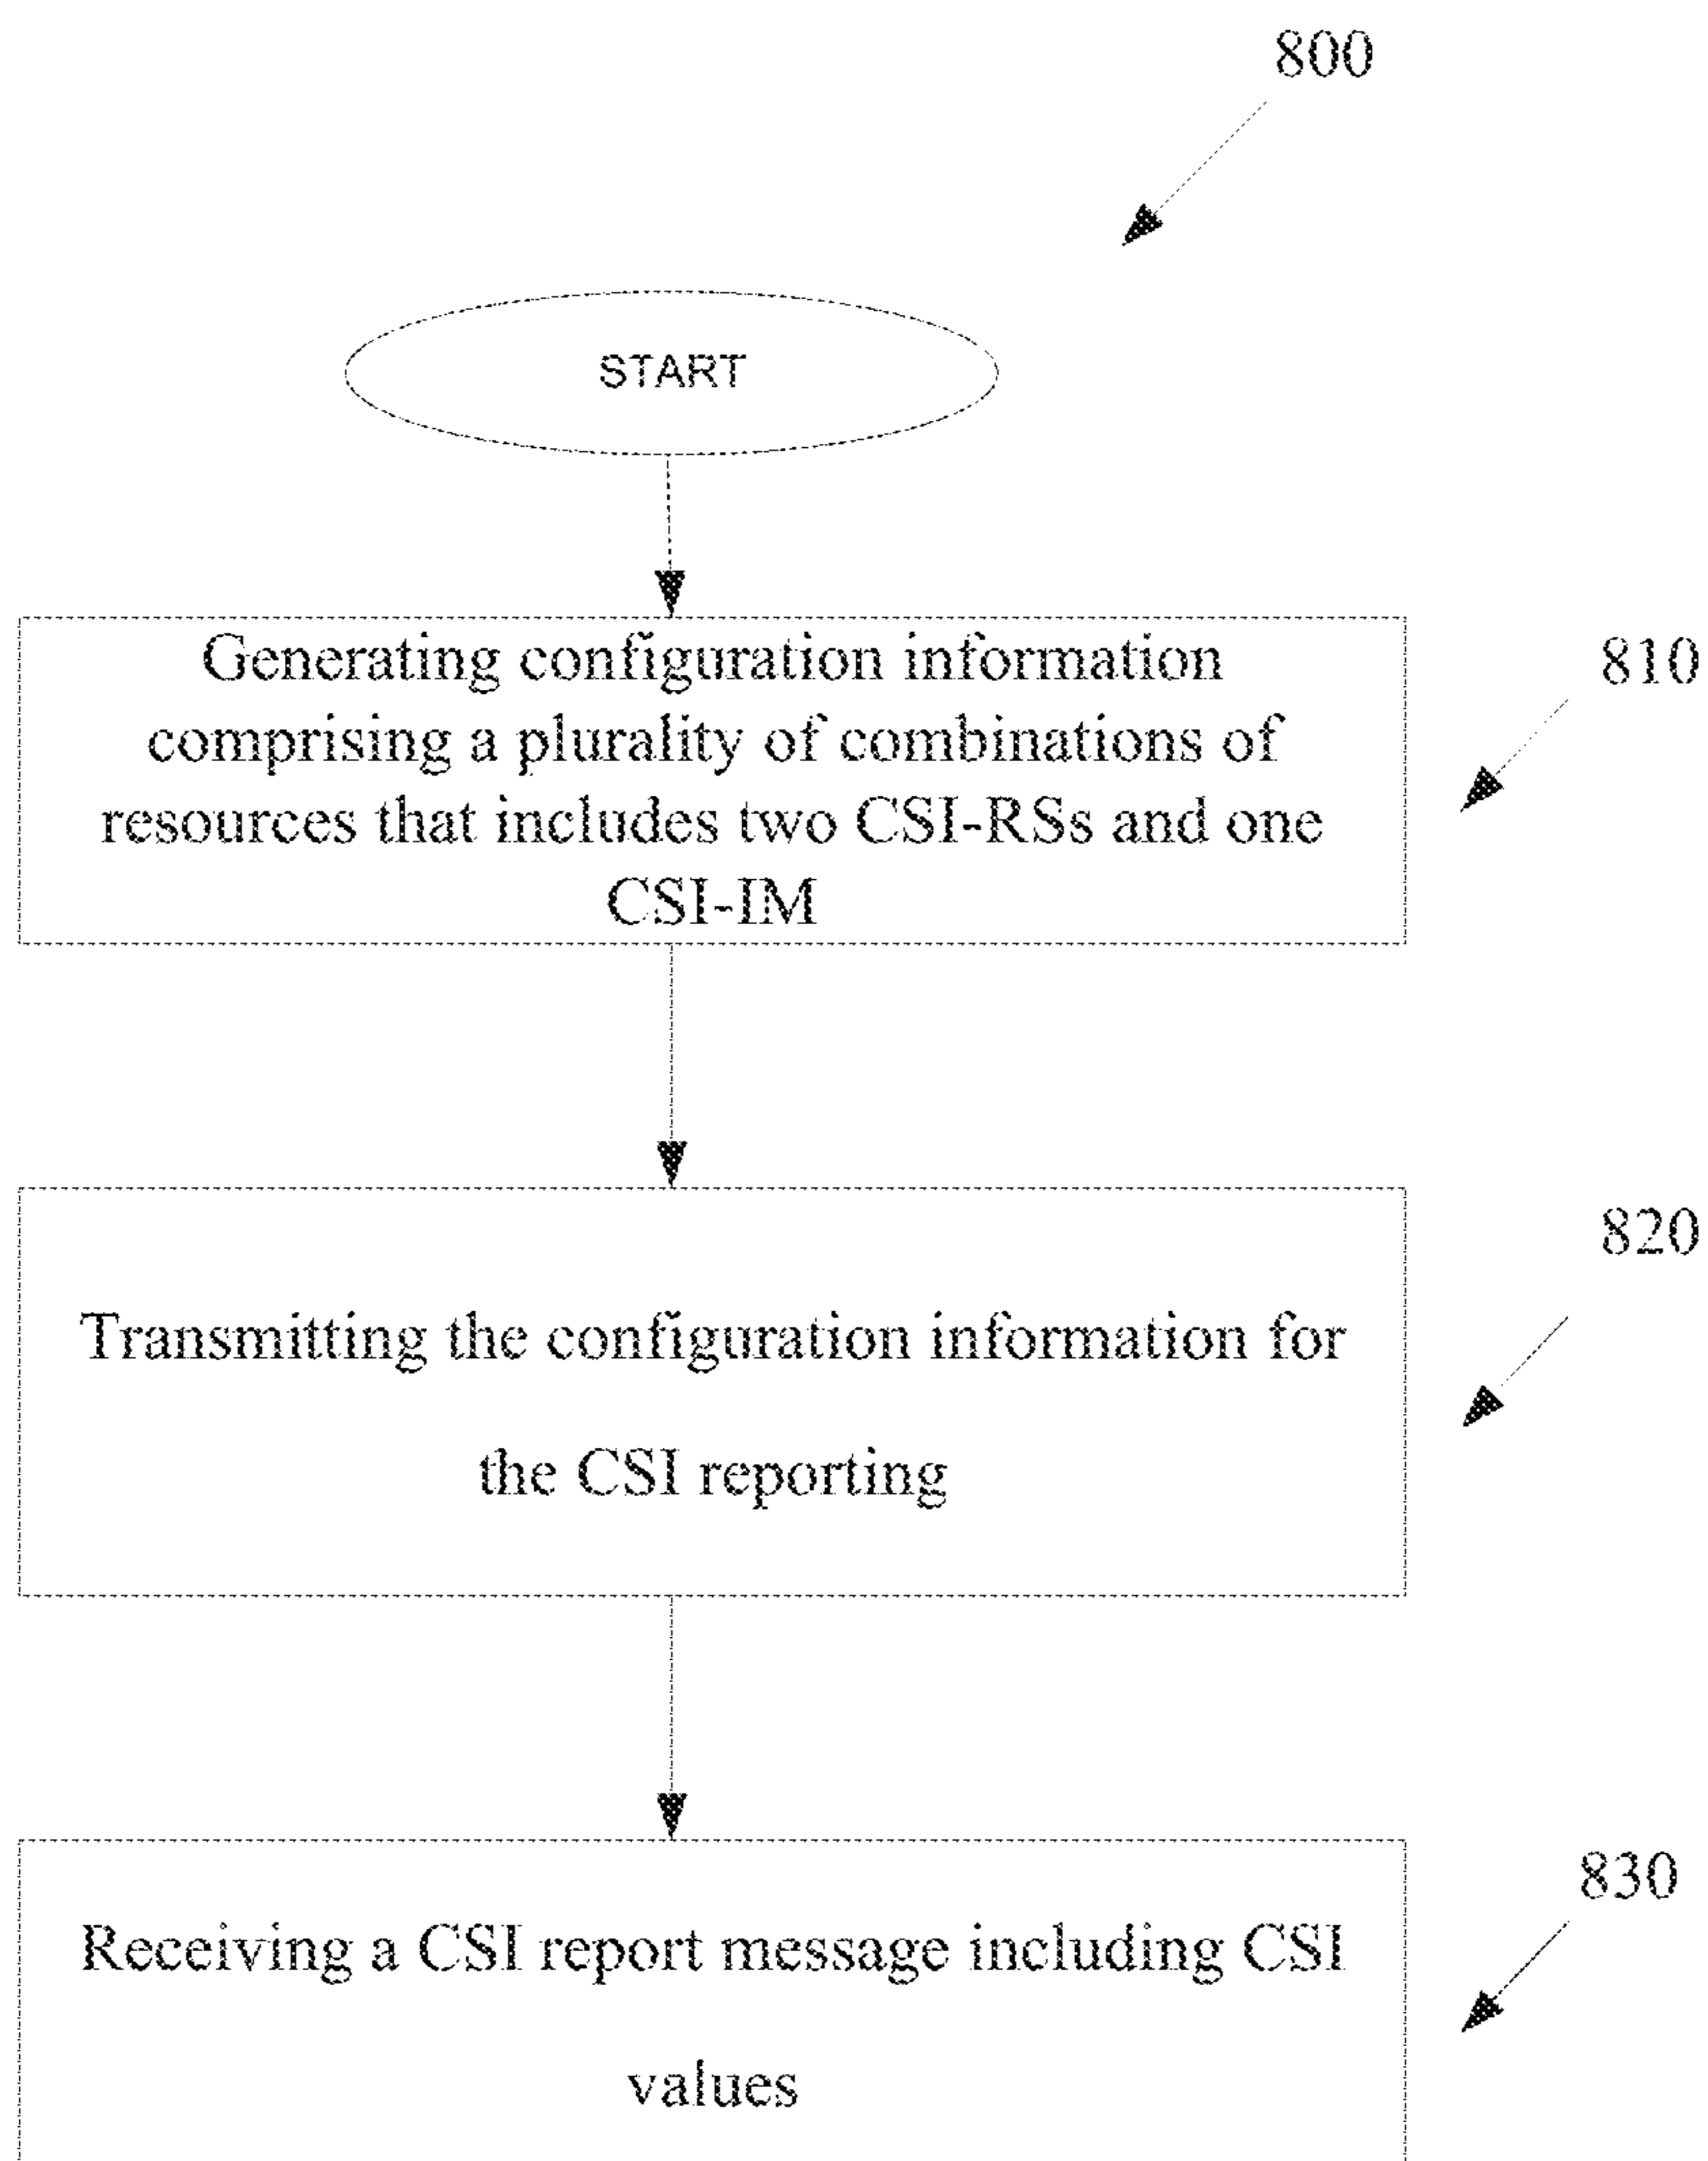 800
START
Generating configuration information
comprising a plurality of combinations of
resources that includes two CSI-RSs and one
CSI-IM
810
Transmitting the configuration information for
the CSI reporting
820
Receiving a CSI report message including CSI
values
830